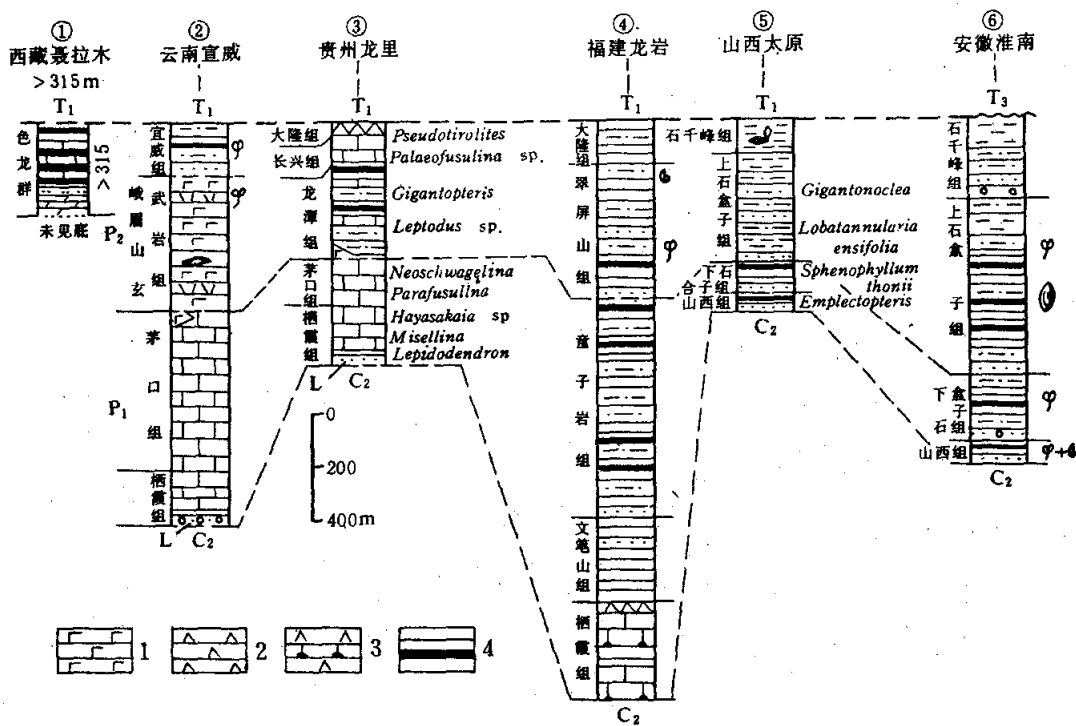 ①
西藏聂拉木
>315m
T1
色龙群
>315
未见底
P2
②
云南宣威
T1
宣威组
峨眉山玄武岩组
茅口组
栖霞组
P1
L
C2
③
贵州龙里
T1
大隆组
长兴组
龙潭组
茅口组
栖霞组
Pseudotirolites
Palaeofusulina sp.
Gigantopteris
Leptodus sp.
Neoschwagelina
Parafusullna
Hayasakaia sp
Misellina
Lepidodendron
L
C2
0
200
400m
④
福建龙岩
T1
大隆组
翠屏山组
童子岩组
文笔山组
栖霞组
C2
⑤
山西太原
T1
石千峰组
上石盒子组
下石合子组
山西组
Gigantonoclea
Lobatannularia
ensifolia
Sphenophyllum
thonii
Emplectopteris
C2
⑥
安徽淮南
T3
石千峰组
上石盒子组
下石盒子组
山西组
φ
φ
φ
φ
φ
φ+
C2
1
2
3
4